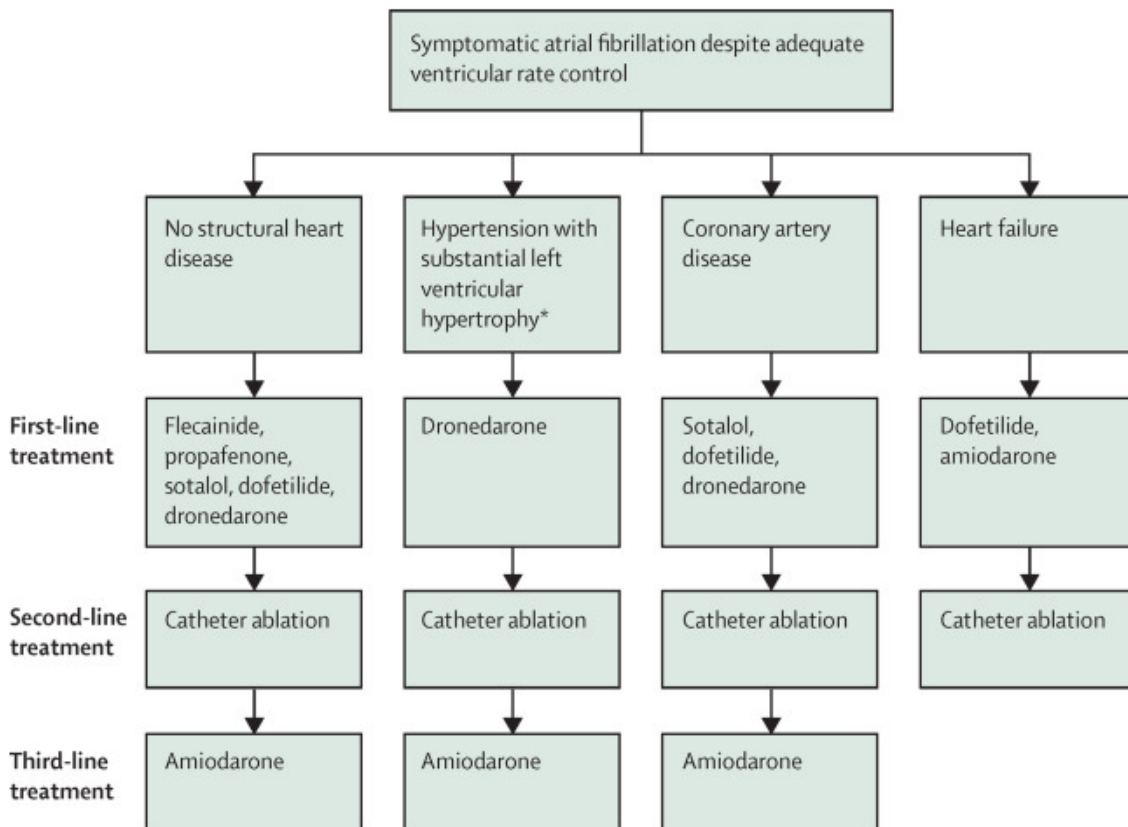 Symptomatic atrial fibrillation despite adequate
ventricular rate control
No structural heart
disease
Hypertension with
substantial left
ventricular
hypertrophy*
Coronary artery
disease
Heart failure
First-line
treatment
Flecainide,
propafenone,
sotalol, dofetilide,
dronedarone
Dronedarone
Sotalol,
dofetilide,
dronedarone
Dofetilide,
amiodarone
Second-line
treatment
Catheter ablation
Catheter ablation
Catheter ablation
Catheter ablation
Third-line
treatment
Amiodarone
Amiodarone
Amiodarone